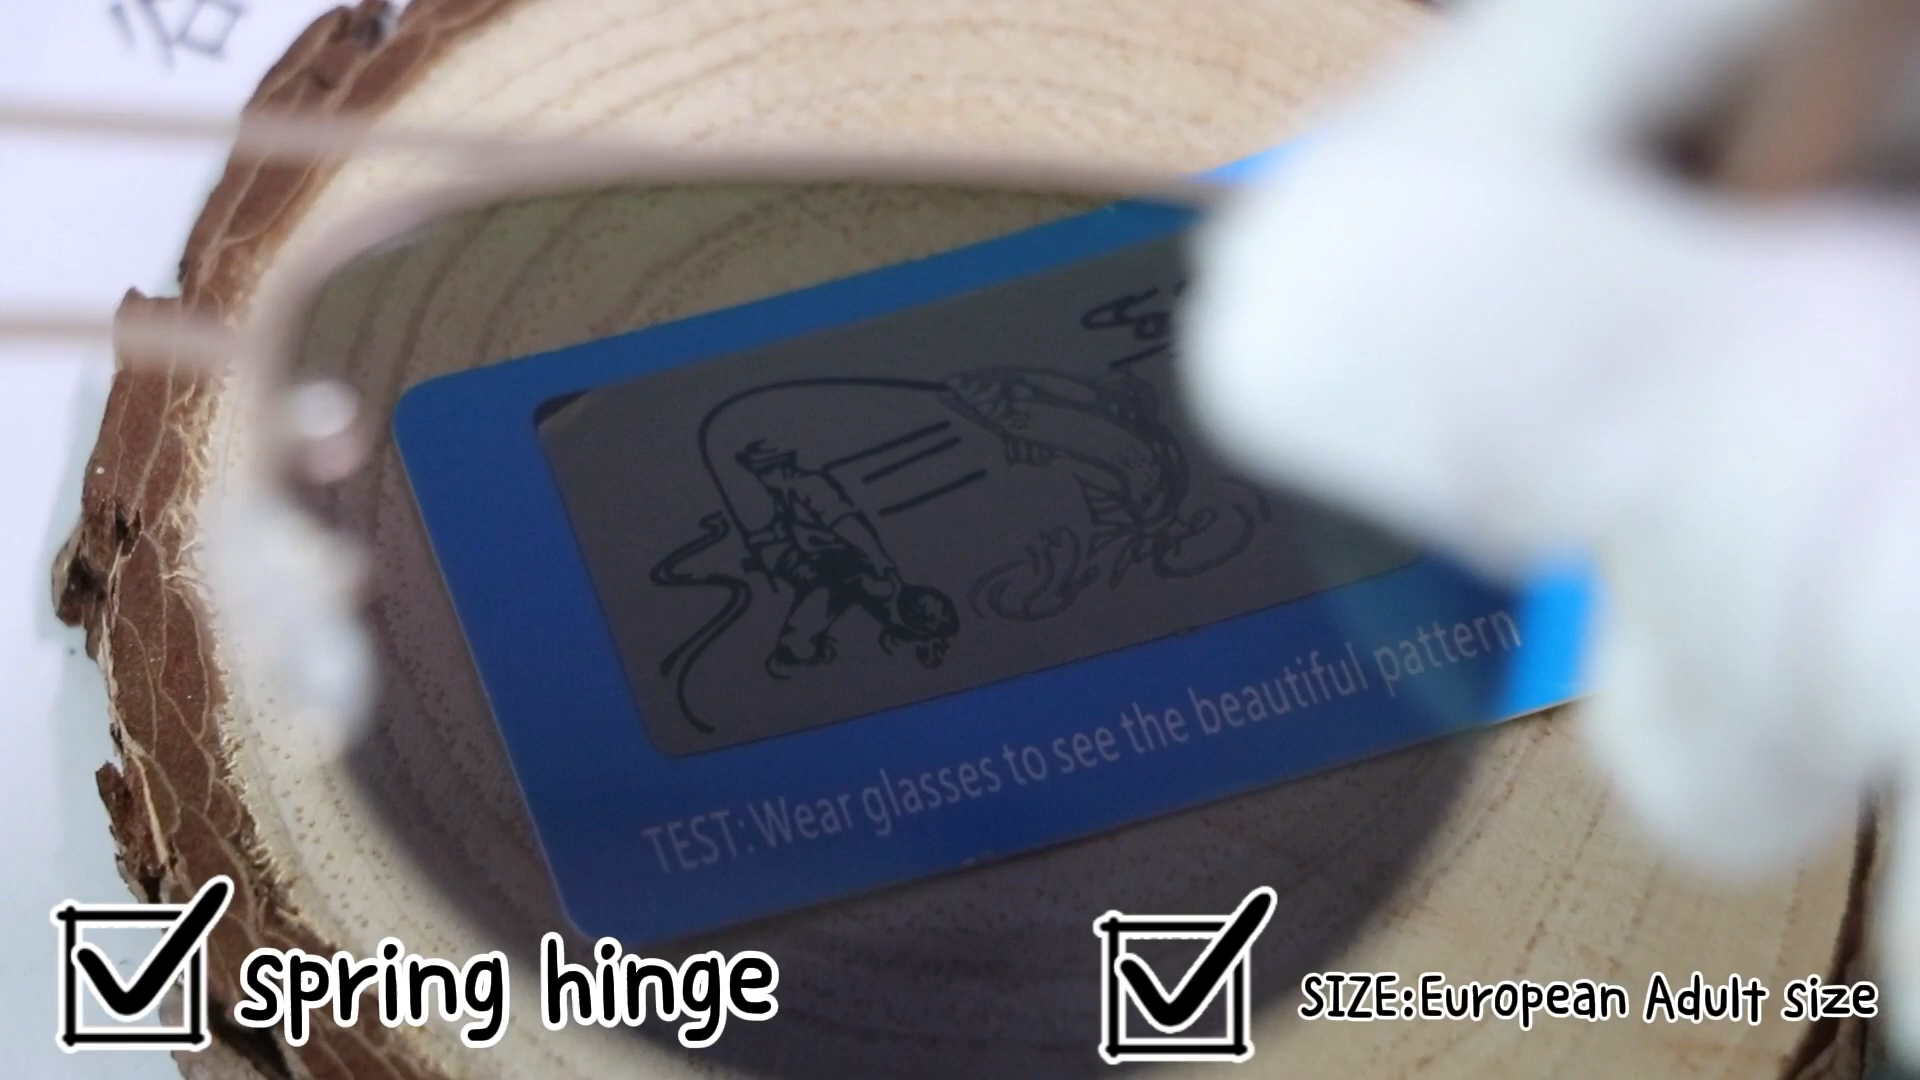 TEST: Wear glasses to see the beautiful pattern
spring hinge
SIZE:European Adult size